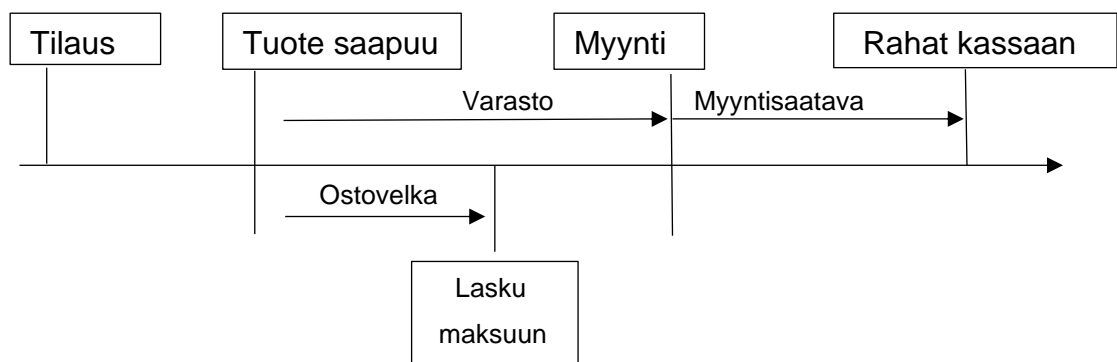 Tilaus
Tuote saapuu
Myynti
Rahat kassaan
Varasto
Myyntisaatava
Ostovelka
Lasku
maksuun